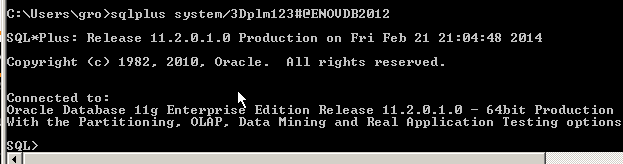 C:\Users\gro>sqlplus system/3Dplm123#@ENOVDB2012
SQL*Plus: Release 11.2.0.1.0 Production on Fri Feb 21 21:04:48 2014
Copyright (c) 1982, 2010, Oracle.  All rights reserved.
Connected to:
Oracle Database 11g Enterprise Edition Release 11.2.0.1.0 - 64bit Production
With the Partitioning, OLAP, Data Mining and Real Application Testing options
SQL>